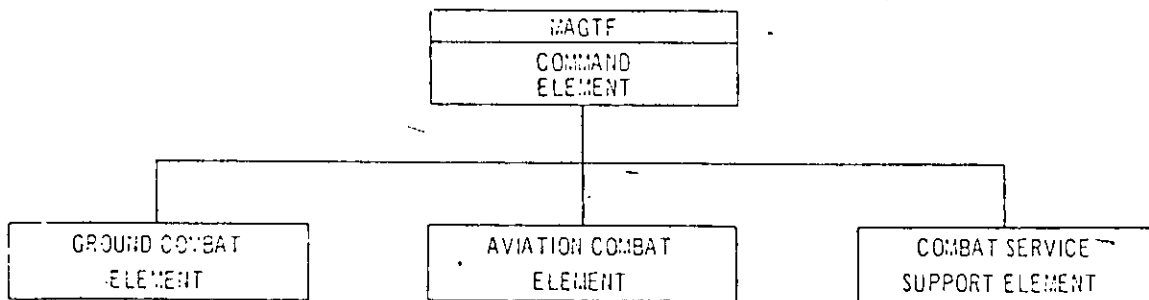 MAGTF
COMMAND
ELEMENT
GROUND COMBAT
ELEMENT
AVIATION COMBAT
ELEMENT
COMBAT SERVICE
SUPPORT ELEMENT